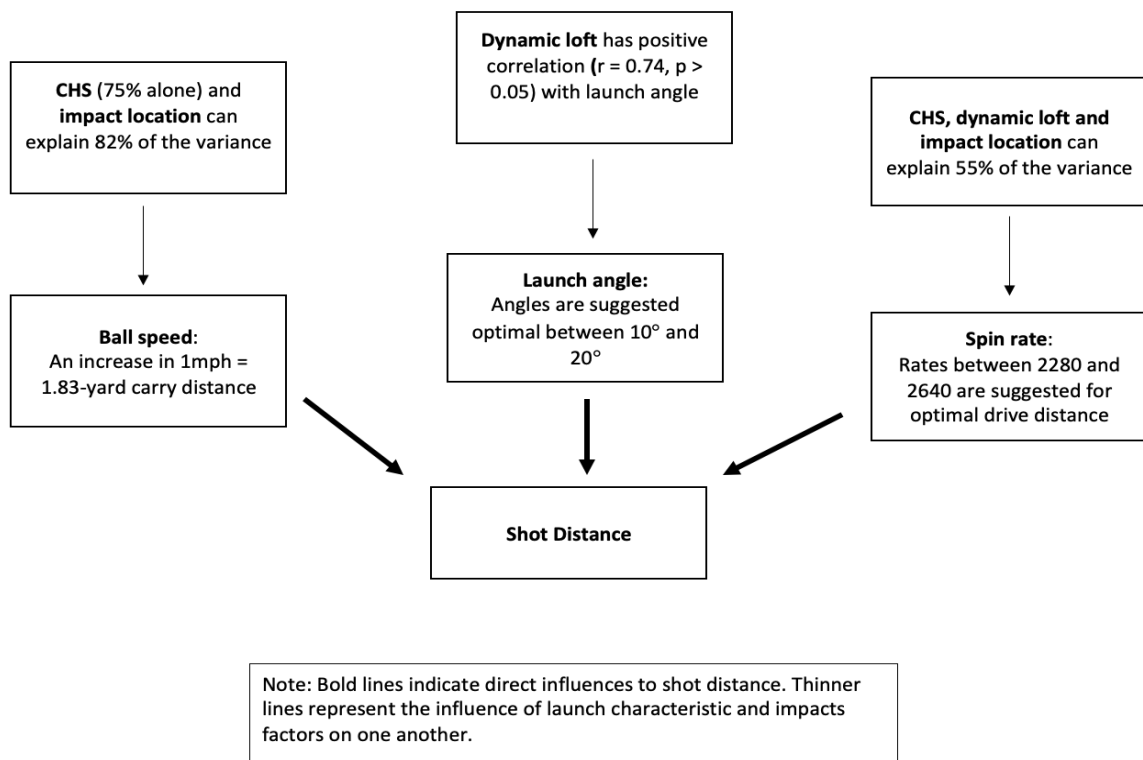 Dynamic loft has positive
correlation (r = 0.74, p >
0.05) with launch angle
CHS (75% alone) and
impact location can
explain 82% of the variance
CHS, dynamic loft and
impact location can
explain 55% of the variance
Launch angle:
Angles are suggested
optimal between 10° and
20°
Ball speed:
An increase in 1mph =
1.83-yard carry distance
Spin rate:
Rates between 2280 and
2640 are suggested for
optimal drive distance
Shot Distance
Note: Bold lines indicate direct influences to shot distance. Thinner
lines represent the influence of launch characteristic and impacts
factors on one another.